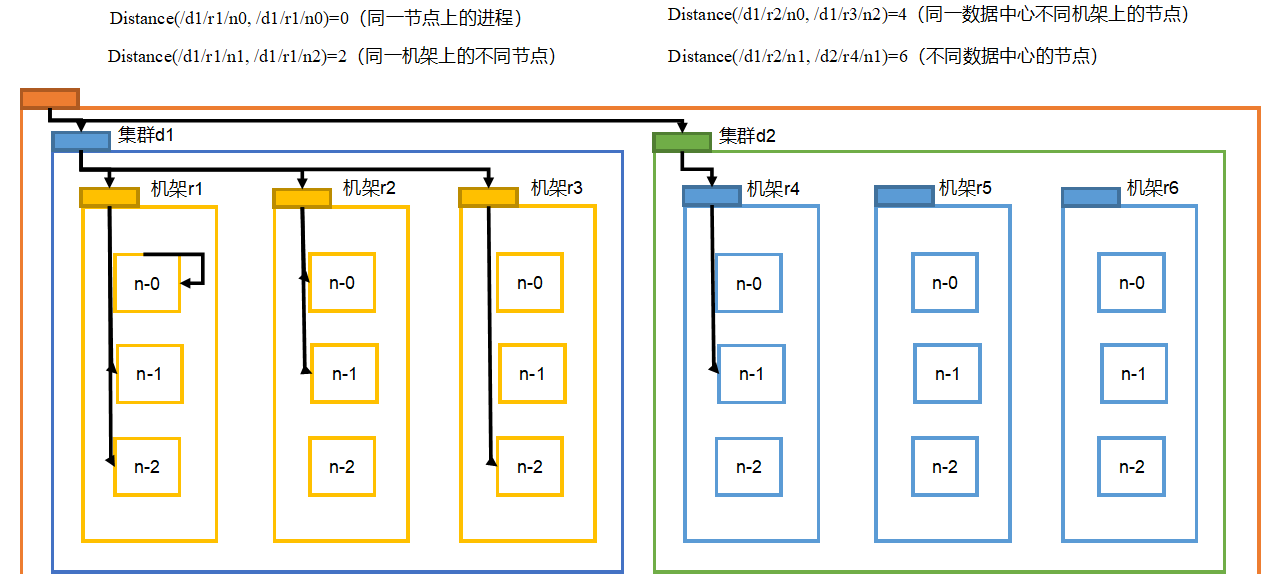 Distance(/d1/r1/n0, /d1/r1/n0)=0（同一节点上的进程）
Distance(/d1/r2/n0, /d1/r3/n2)=4（同一数据中心不同机架上的节点）
Distance(/d1/r1/n1, /d1/r1/n2)=2（同一机架上的不同节点）
Distance(/d1/r2/n1, /d2/r4/n1)=6（不同数据中心的节点）
集群d1
集群d2
机架r1
机架r2
机架r3
机架r4
机架r5
机架r6
n-0
n-0
n-0
n-0
n-0
n-0
n-1
n-1
n-1
n-1
n-1
n-1
n-2
n-2
n-2
n-2
n-2
n-2